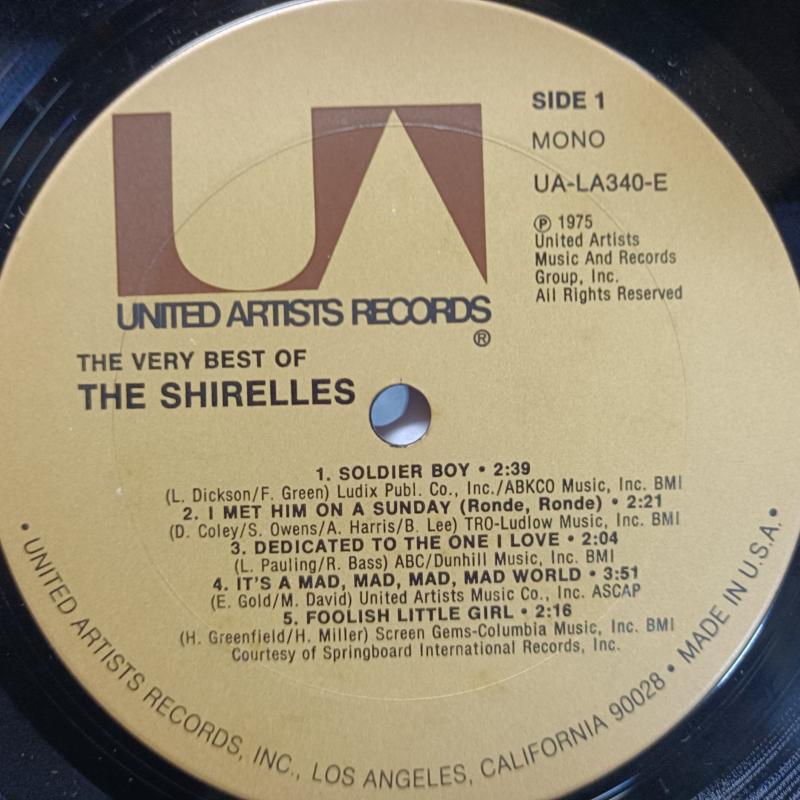 UA
SIDE 1
MONO
UA-LA340-E
Ⓟ 1975
United Artists
Music And Records
Group, Inc.
All Rights Reserved
UNITED ARTISTS RECORDS
®
THE VERY BEST OF
THE SHIRELLES
1. SOLDIER BOY • 2:39
(L. Dickson/F. Green) Ludix Publ. Co., Inc./ABKCO Music, Inc. BMI
2. I MET HIM ON A SUNDAY (Ronde, Ronde) • 2:21
(D. Coley/S. Owens/A. Harris/B. Lee) TRO-Ludlow Music, Inc. BMI
3. DEDICATED TO THE ONE I LOVE • 2:04
(L. Pauling/R. Bass) ABC/Dunhill Music, Inc. BMI
4. IT'S A MAD, MAD, MAD, MAD WORLD • 3:51
(E. Gold/M. David) United Artists Music Co., Inc. ASCAP
5. FOOLISH LITTLE GIRL • 2:16
(H. Greenfield/H. Miller) Screen Gems-Columbia Music, Inc. BMI
Courtesy of Springboard International Records, Inc.
• UNITED ARTISTS RECORDS, INC., LOS ANGELES, CALIFORNIA 90028 • MADE IN U.S.A. •